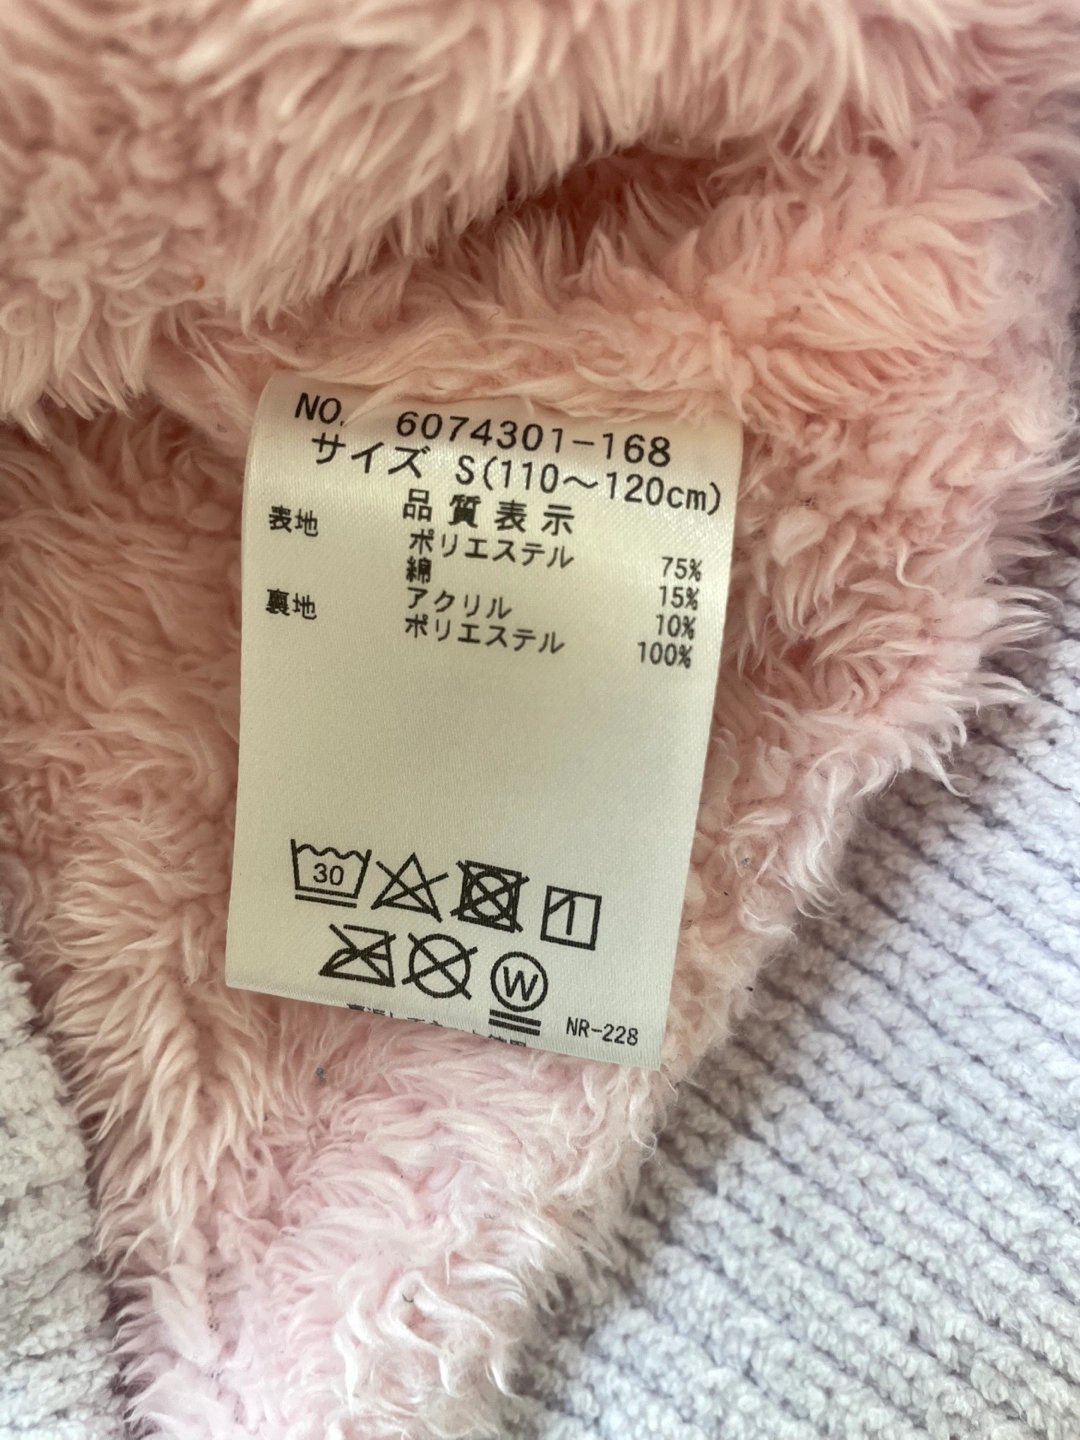 NO. 6074301-168
サイズ S(110～120cm)
品質表示
表地 ポリエステル 75%
綿 15%
アクリル 10%
裏地 ポリエステル 100%
30
W
NR-228